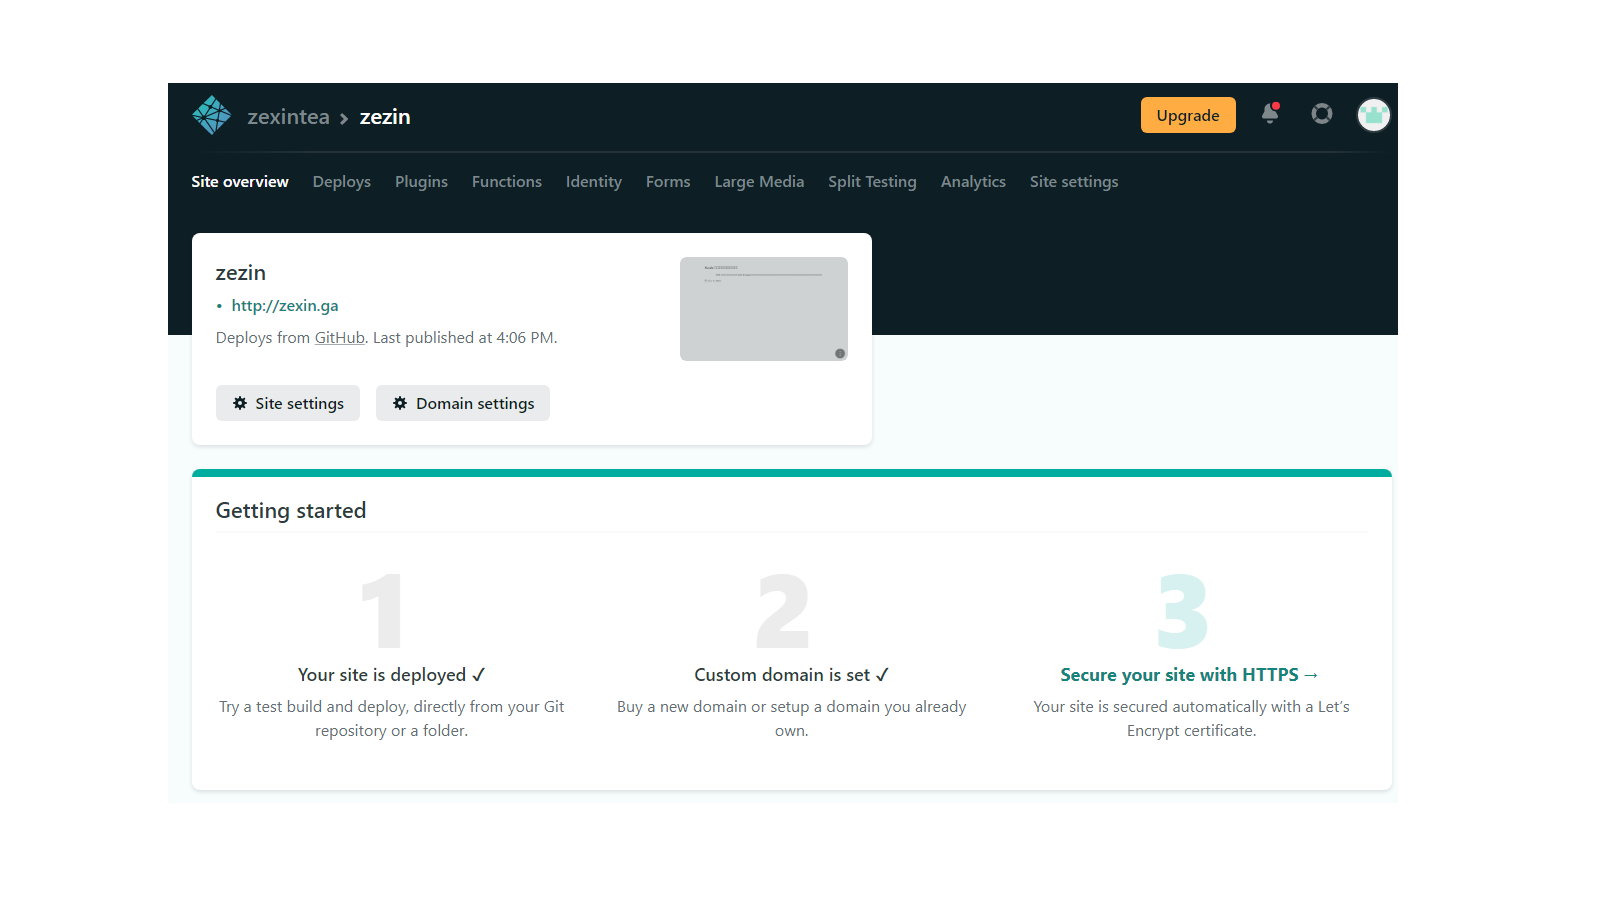 zexintea › zezin
Upgrade
Site overview Deploys Plugins Functions Identity Forms Large Media Split Testing Analytics Site settings
zezin
• http://zexin.ga
Deploys from GitHub. Last published at 4:06 PM.
Site settings
Domain settings
Getting started
1
Your site is deployed ✓
Try a test build and deploy, directly from your Git
repository or a folder.
2
Custom domain is set ✓
Buy a new domain or setup a domain you already
own.
3
Secure your site with HTTPS →
Your site is secured automatically with a Let’s
Encrypt certificate.